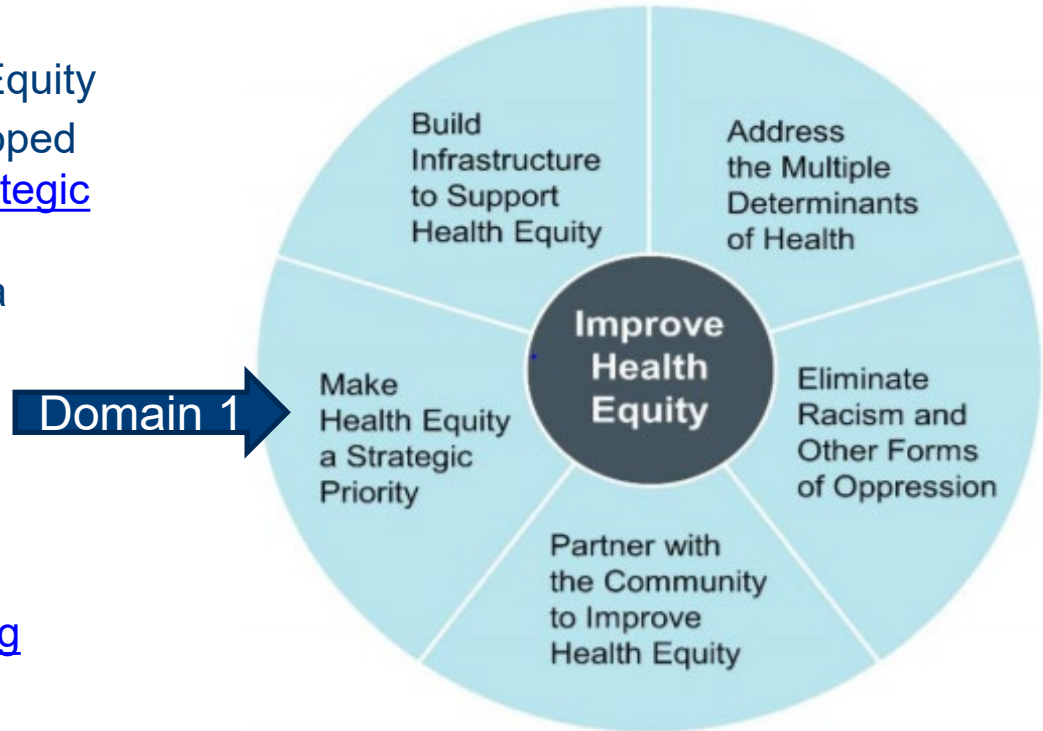 Equity
tegic
a
g
Domain 1
Build
Infrastructure
to Support
Health Equity
Address
the Multiple
Determinants
of Health
Improve
Health
Equity
Make
Health Equity
a Strategic
Priority
Eliminate
Racism and
Other Forms
of Oppression
Partner with
the Community
to Improve
Health Equity